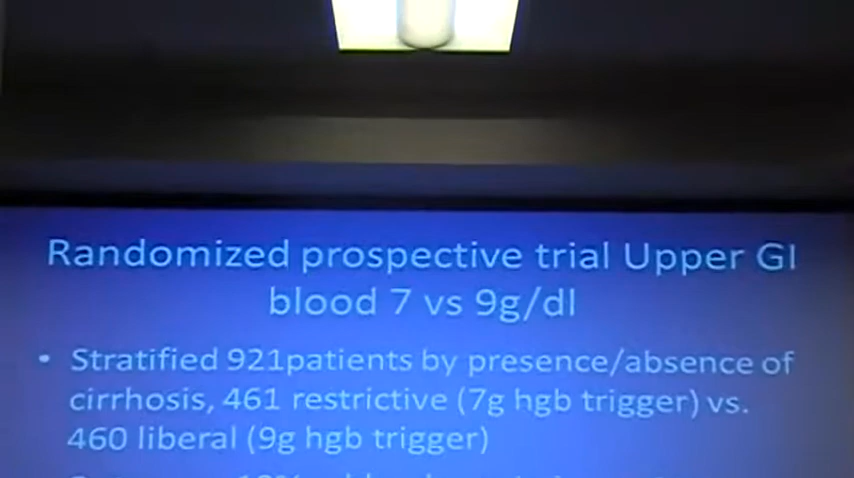 Randomized prospective trial Upper GI
blood 7 vs 9g/dl
• Stratified 921patients by presence/absence of
cirrhosis, 461 restrictive (7g hgb trigger) vs.
460 liberal (9g hgb trigger)